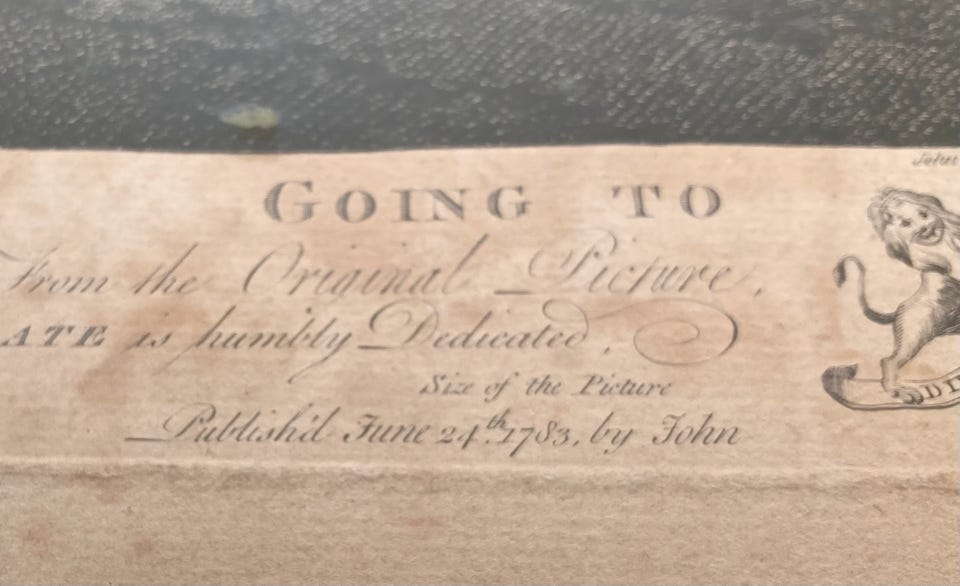 John
GOING TO
From the Original Picture,
ATE is humbly Dedicated,
Size of the Picture
Publish'd June 24th. 1783, by John
DI